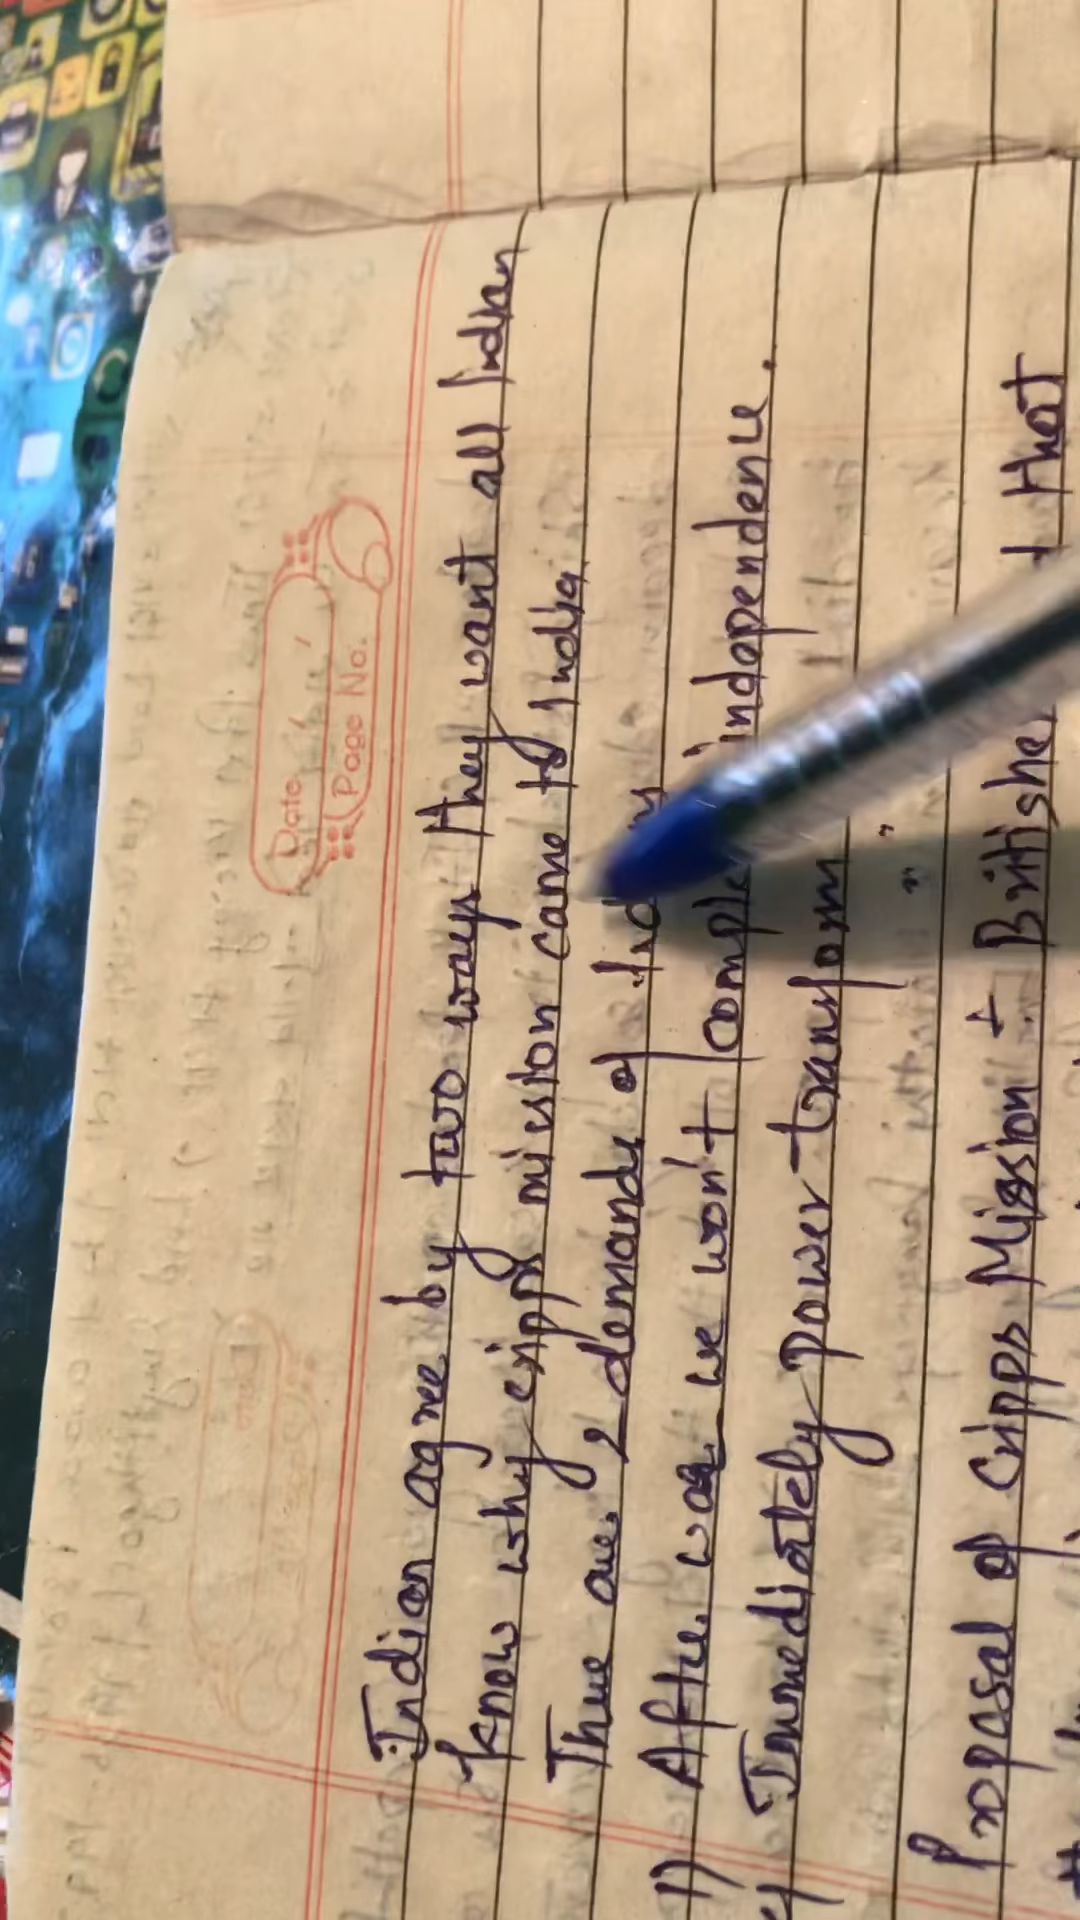 Date
Page No.
Indian agree by two ways they want all Indian
know why cripps mission came to India
There are 2 demands of
1) After war we won't independence.
2) Immediately power transform
" "
Proposal of Cripps Mission + British that